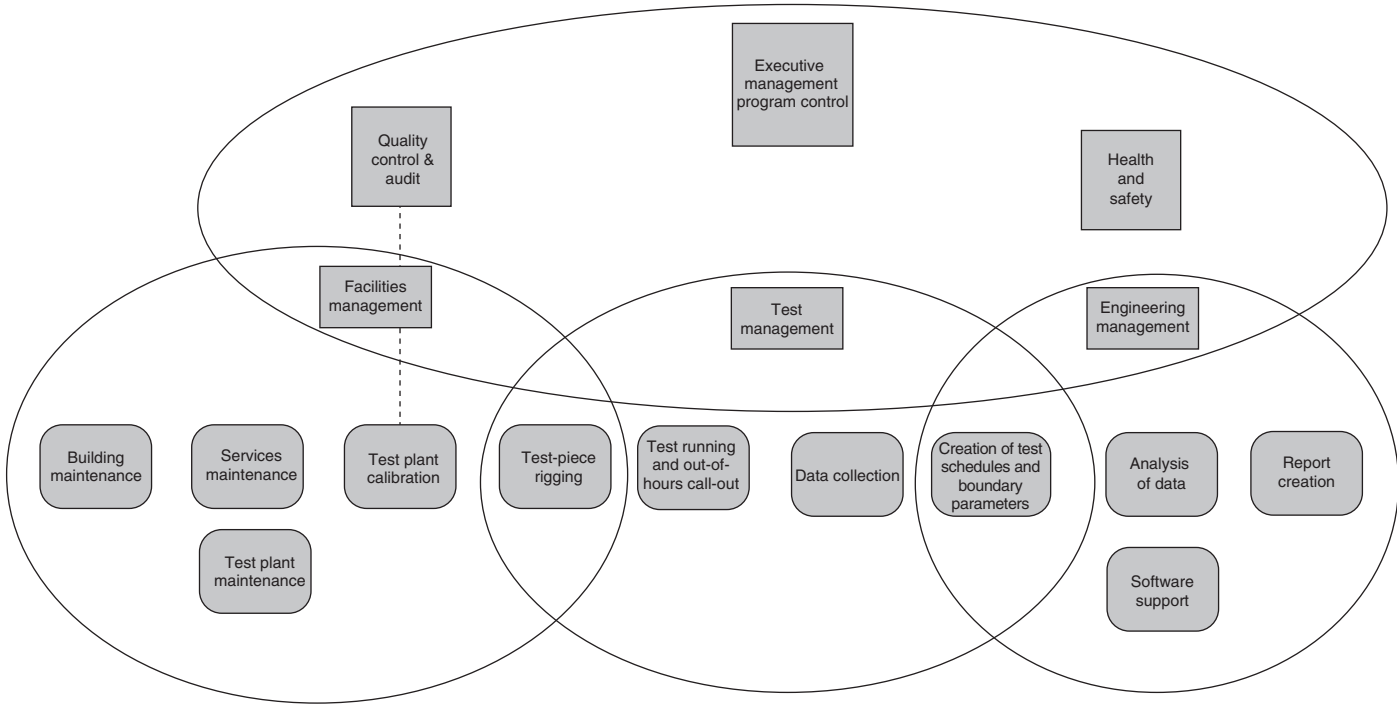 Executive
management
program control
Quality
control &
audit
Health
and
safety
Facilities
management
Test
management
Engineering
management
Building
maintenance
Services
maintenance
Test plant
calibration
Test-piece
rigging
Test running
and out-of-
hours call-out
Data collection
Creation of test
schedules and
boundary
parameters
Analysis
of data
Report
creation
Test plant
maintenance
Software
support